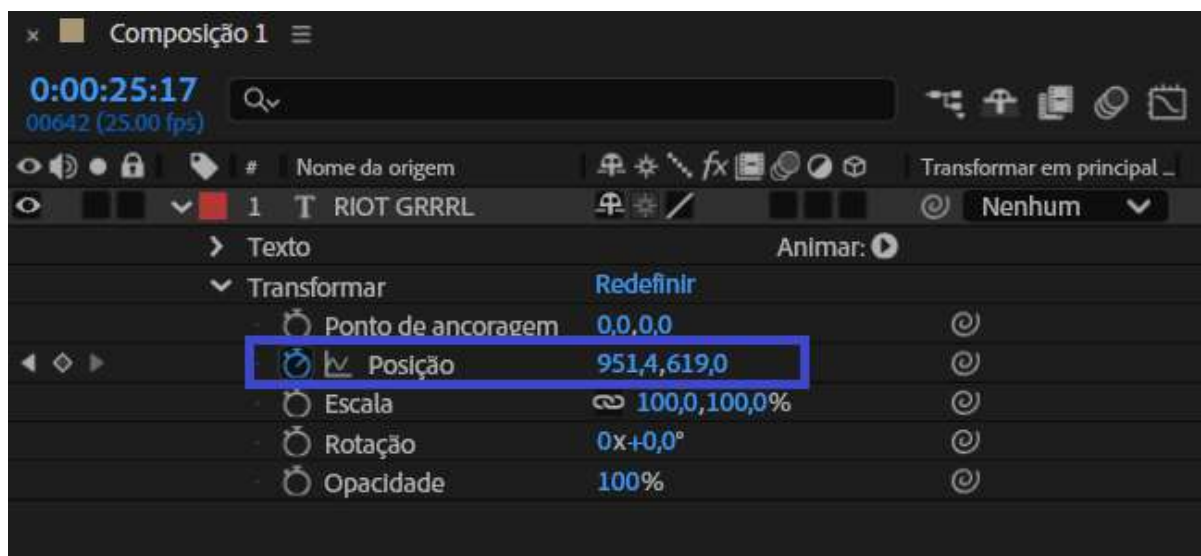 × Composição 1
0:00:25:17
00642 (25.00 fps)
# Nome da origem fx Transformar em principal ...
1 T RIOT GRRRL Nenhum
Texto Animar:
Transformar Redefinir
Ponto de ancoragem 0,0,0,0
Posição 951,4,619,0
Escala 100,0,100,0%
Rotação 0x+0,0°
Opacidade 100%